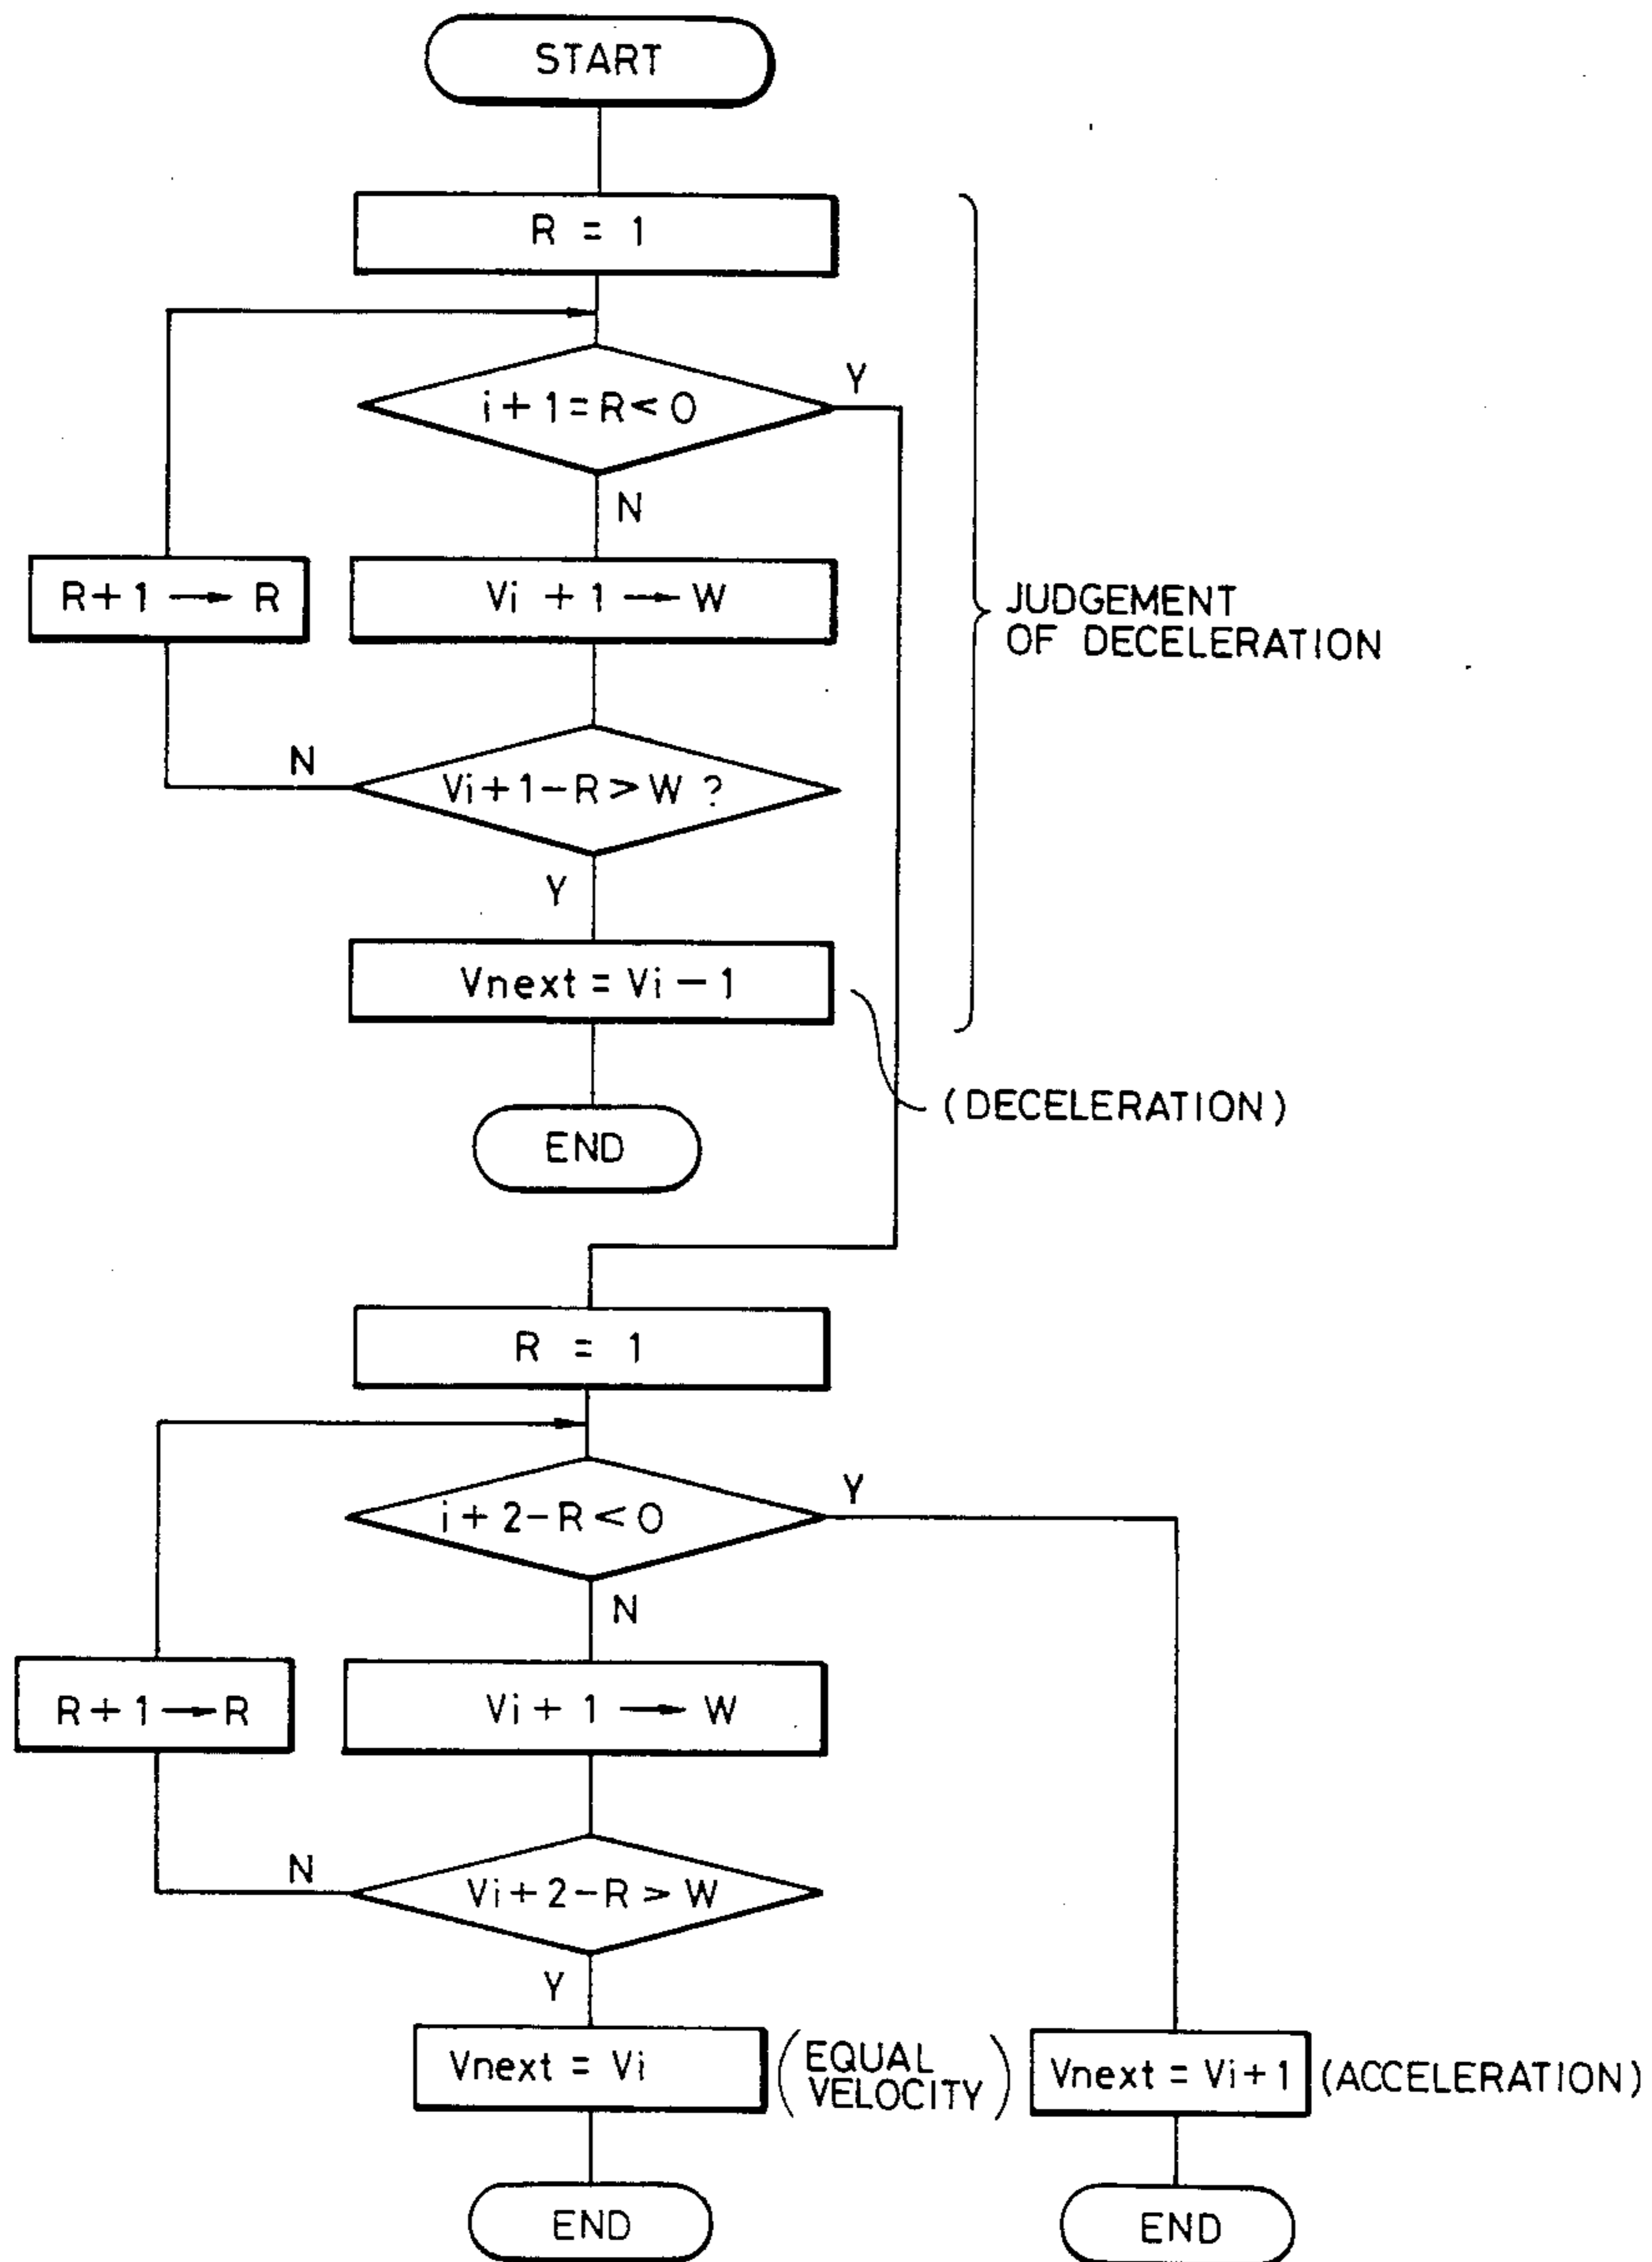 START
R = 1
i + 1 = R < 0
Y
N
R + 1 → R
Vi + 1 → W
JUDGEMENT
OF DECELERATION
N
Vi + 1 - R > W ?
Y
Vnext = Vi - 1
(DECELERATION)
END
R = 1
i + 2 - R < 0
Y
N
R + 1 → R
Vi + 1 → W
N
Vi + 2 - R > W
Y
Vnext = Vi
(EQUAL
VELOCITY)
Vnext = Vi + 1
(ACCELERATION)
END
END